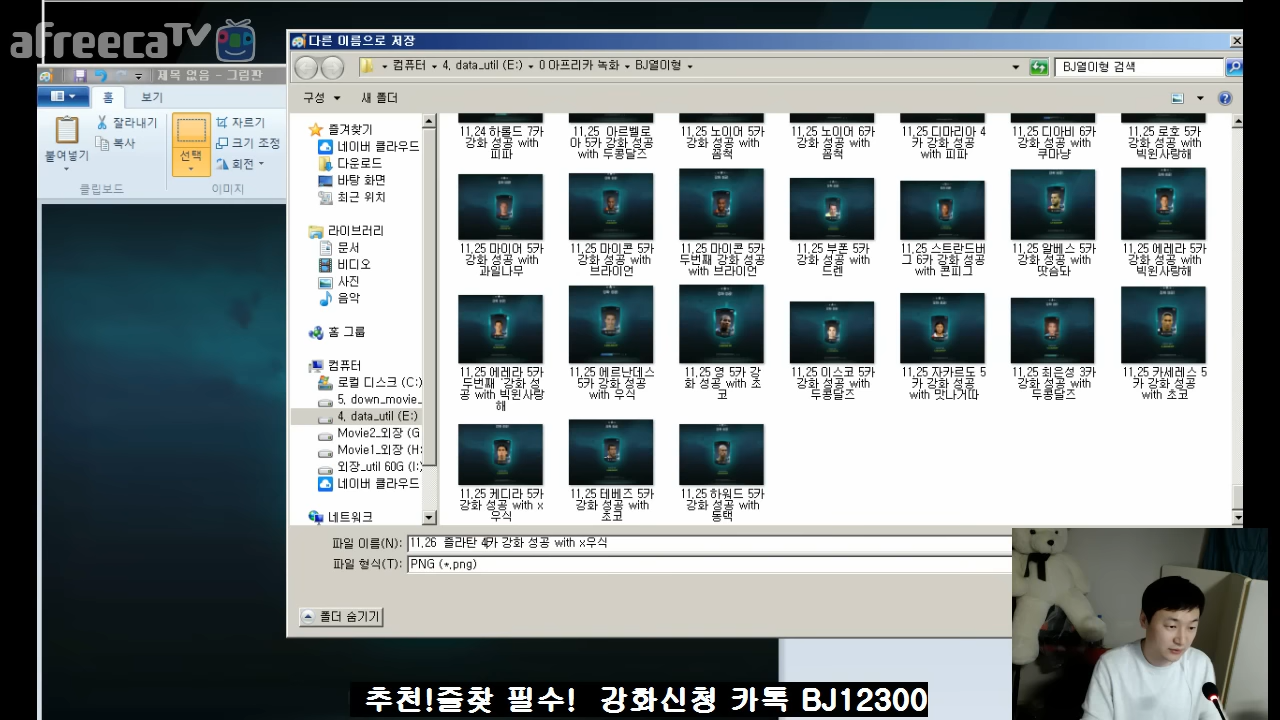 afreecaTV
다른 이름으로 저장
컴퓨터 4. data_util (E:) 0 아프리카 녹화 BJ열이형
BJ열이형 검색
제목 없음 - 그림판
구성 새 폴더
홈 보기
붙여넣기
잘라내기
복사
클립보드
선택
자르기
크기 조정
회전
이미지
즐겨찾기
네이버 클라우드
다운로드
바탕 화면
최근 위치
라이브러리
문서
비디오
사진
음악
홈 그룹
컴퓨터
로컬 디스크 (C:)
5. down_movie_
4. data_util (E:)
Movie2_외장 (G
Movie1_외장 (H:
외장_util 60G (I:)
네이버 클라우드
네트워크
11.24 하롤드 7카
강화 성공 with
피파
11.25 아르벨로
아 5카 강화 성공
with 두콩달즈
11.25 노이머 5카
강화 성공 with
옴척
11.25 노이머 6카
강화 성공 with
옴척
11.25 디마리아 4
카 강화 성공
with 피파
11.25 디마비 6카
강화 성공 with
쿠마냥
11.25 로호 5카
강화 성공 with
빅윈사랑해
11.25 마이머 5카
강화 성공 with
과일나무
11.25 마이콘 5카
강화 성공 with
브라이언
11.25 마이콘 5카
두번째 강화 성공
with 브라이언
11.25 부폰 5카
강화 성공 with
드렌
11.25 스트란드버
그 6카 강화 성공
with 콘피그
11.25 알베스 5카
강화 성공 with
땃슴돠
11.25 에레라 5카
강화 성공 with
빅윈사랑해
11.25 에레라 5카
두번째 강화 성
공 with 빅윈사랑
해
11.25 에르난데스
5카 강화 성공
with 우식
11.25 영 5카 강
화 성공 with 초
코
11.25 이스코 5카
강화 성공 with
두콩달즈
11.25 자카르도 5
카 강화 성공
with 맛나거따
11.25 최은성 3카
강화 성공 with
두콩달즈
11.25 카세레스 5
카 강화 성공
with 초코
11.25 케디라 5카
강화 성공 with x
우식
11.25 테베즈 5카
강화 성공 with
초코
11.25 하워드 5카
강화 성공 with
통택
파일 이름(N): 11.26 즐라탄 4카 강화 성공 with x우식
파일 형식(T): PNG (*.png)
폴더 숨기기
추천!즐찾 필수! 강화신청 카톡 BJ12300